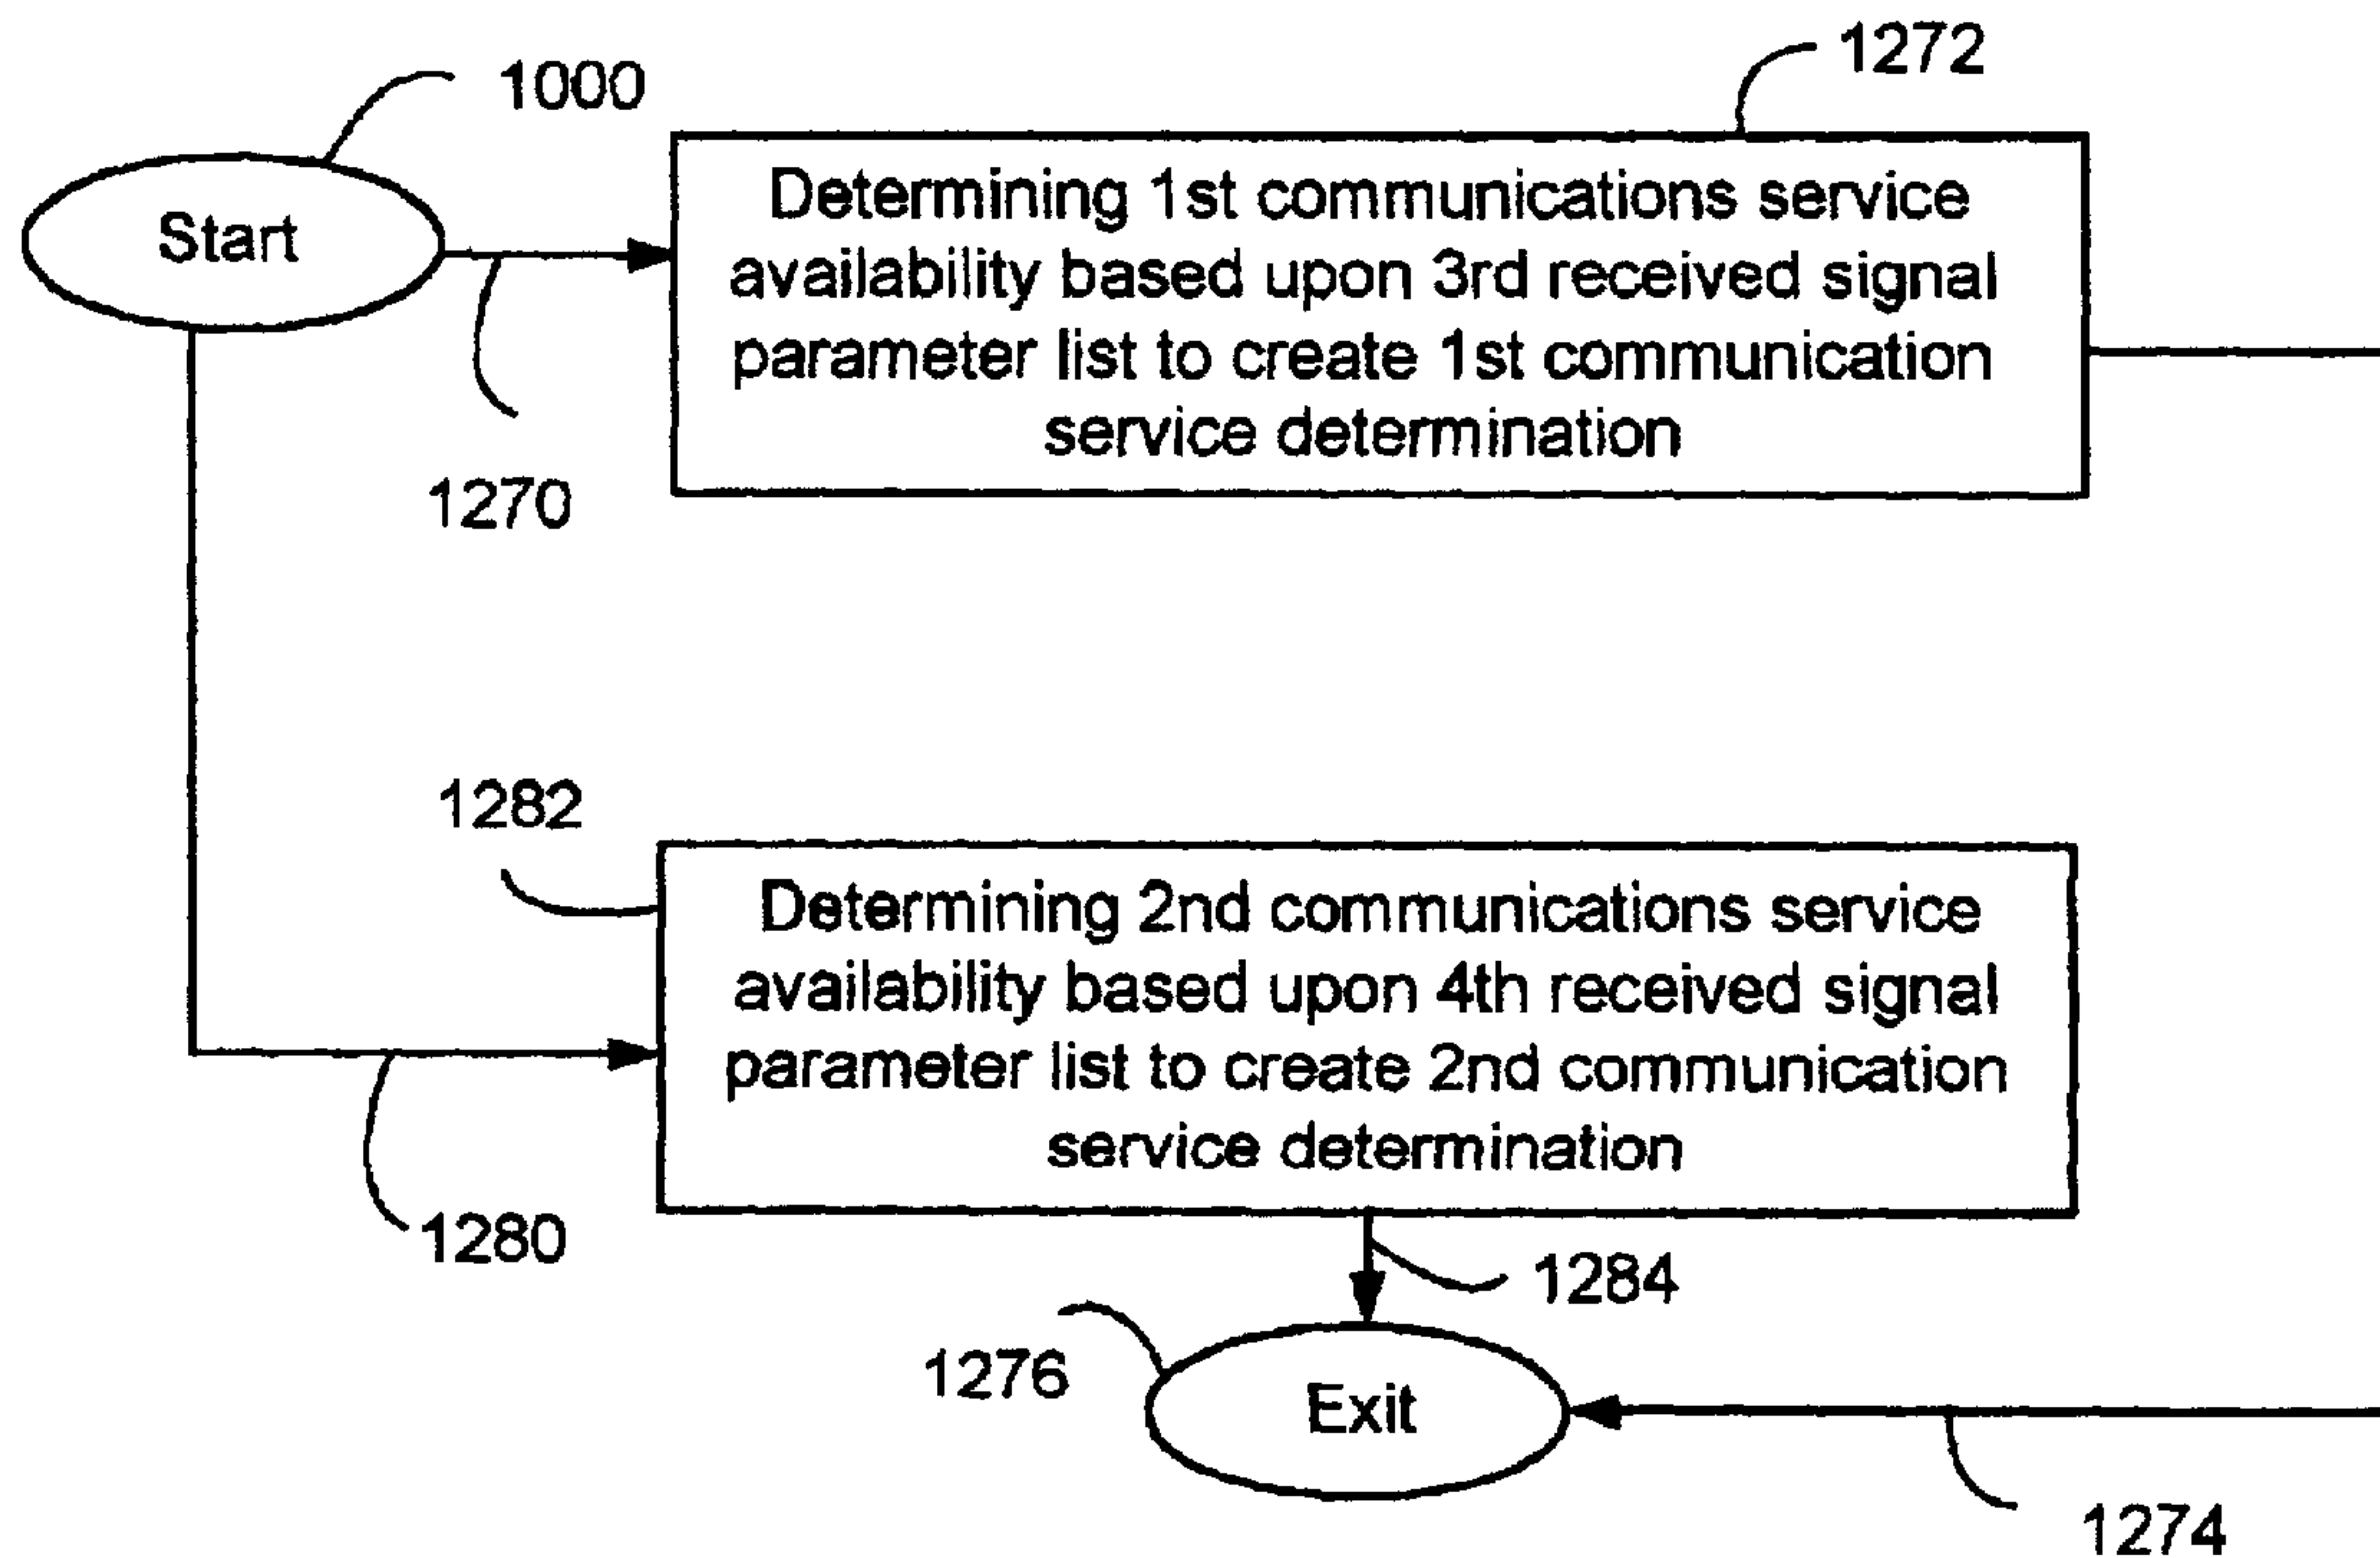 1000
1272
Start
Determining 1st communications service
availability based upon 3rd received signal
parameter list to create 1st communication
service determination
1270
1282
Determining 2nd communications service
availability based upon 4th received signal
parameter list to create 2nd communication
service determination
1280
1284
1276
Exit
1274